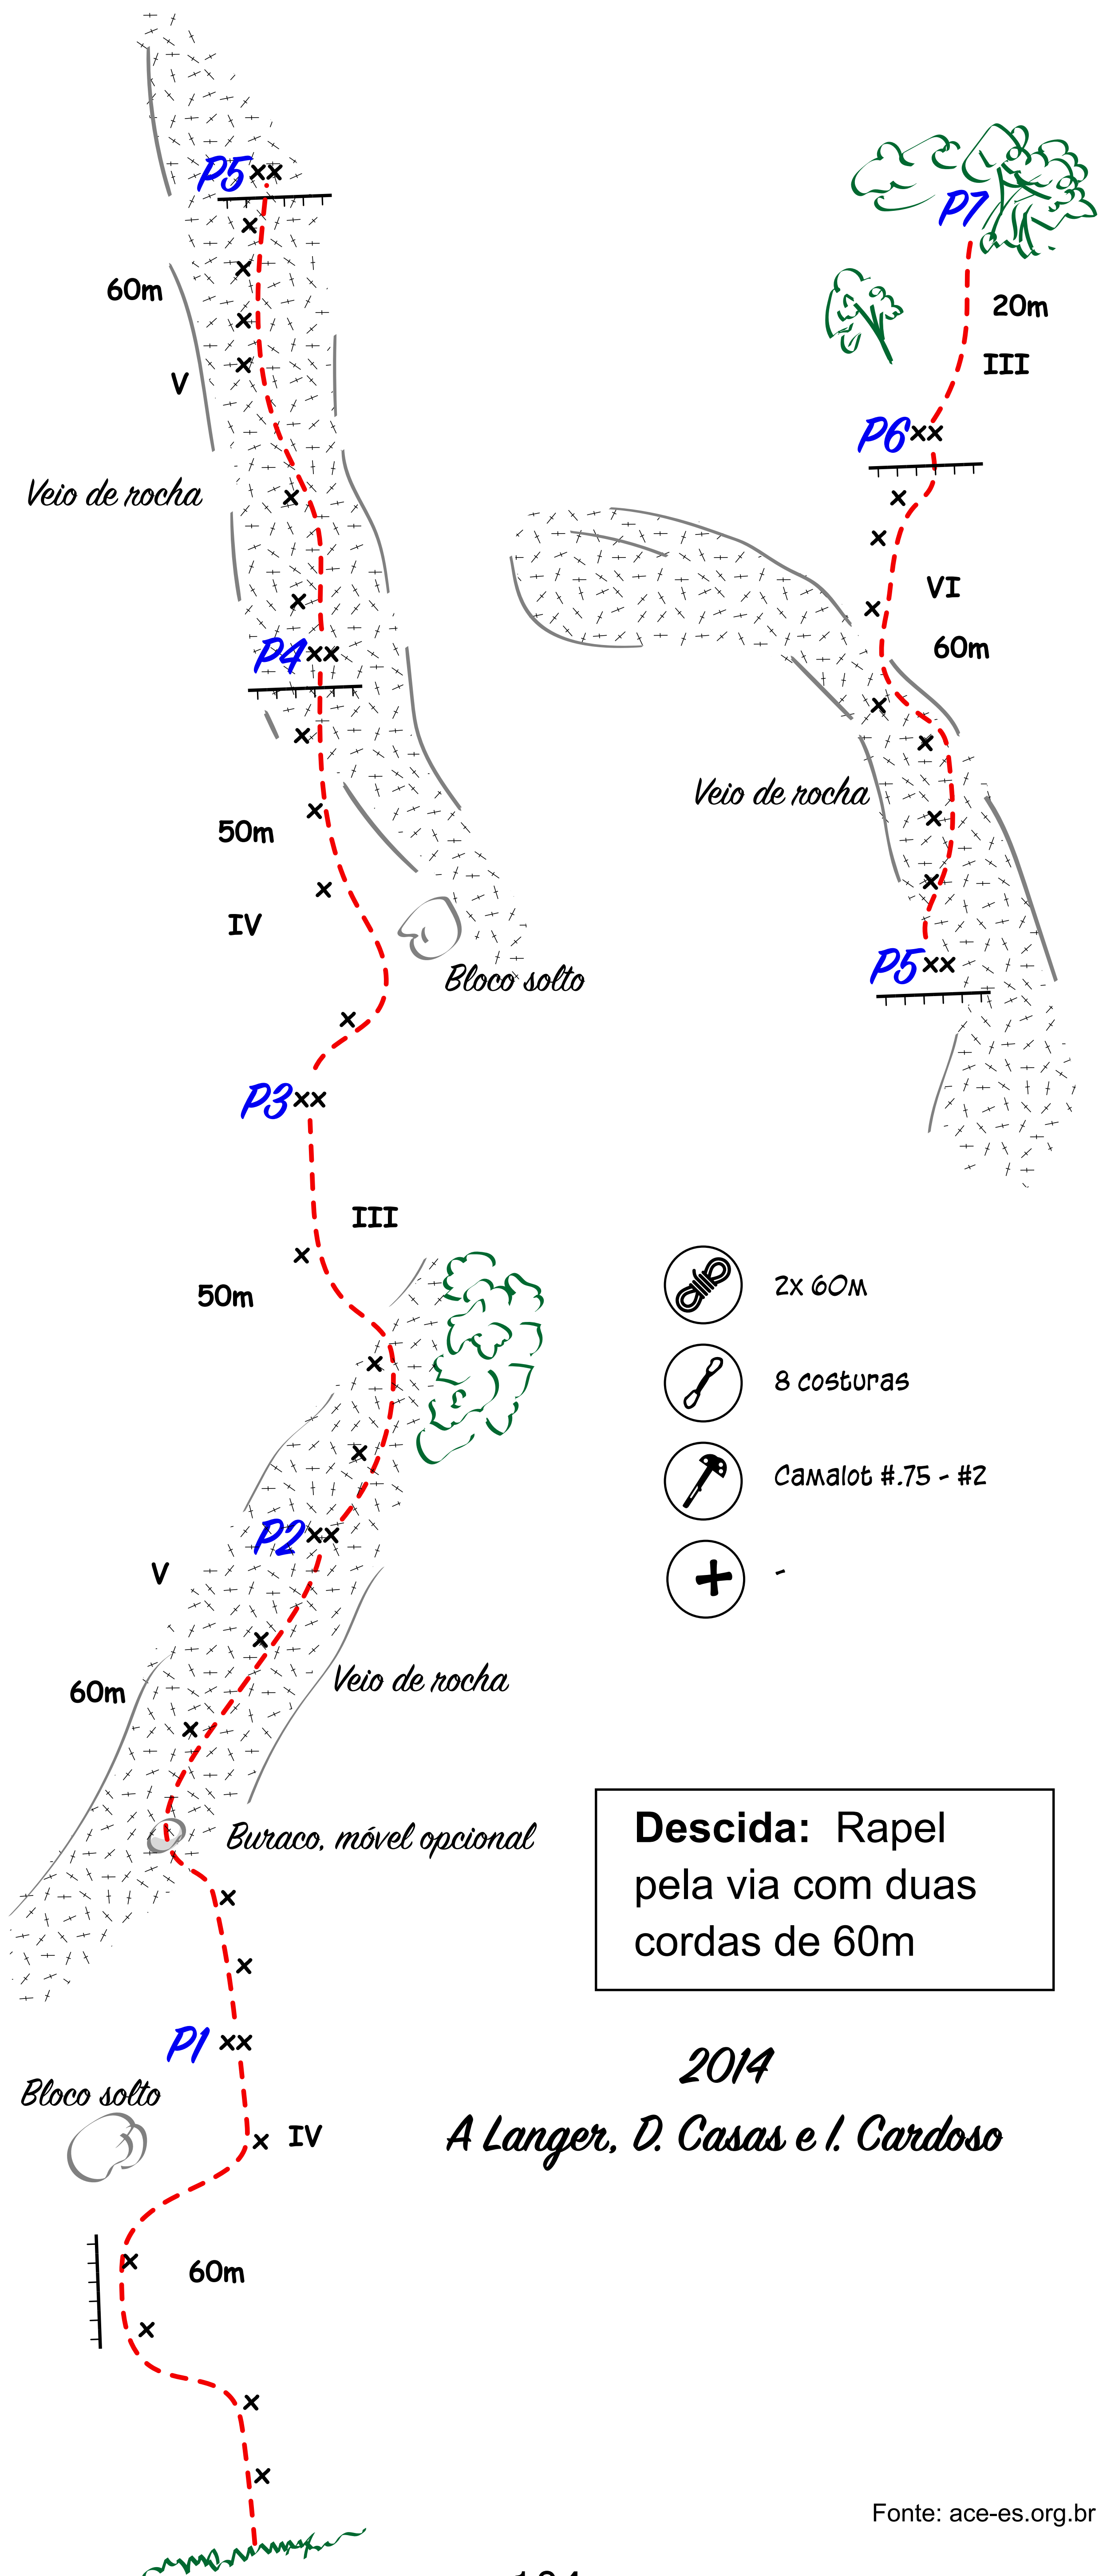 P5
60m
V
Veio de rocha
P4
50m
IV
Bloco solto
P3
III
50m
P2
V
Veio de rocha
60m
Buraco, móvel opcional
P1
Bloco solto
IV
60m
P7
20m
III
P6
VI
60m
Veio de rocha
P5
2x 60m
8 costuras
Camalot #.75 - #2
-
Descida: Rapel
pela via com duas
cordas de 60m
2014
A Langer, D. Casas e I. Cardoso
Fonte: ace-es.org.br